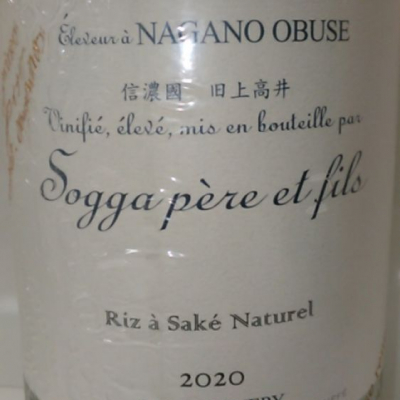 Éleveur à NAGANO OBUSE
信濃國 旧上高井
Vinifié, élevé, mis en bouteille par
Sogga père et fils
Riz à Saké Naturel
2020